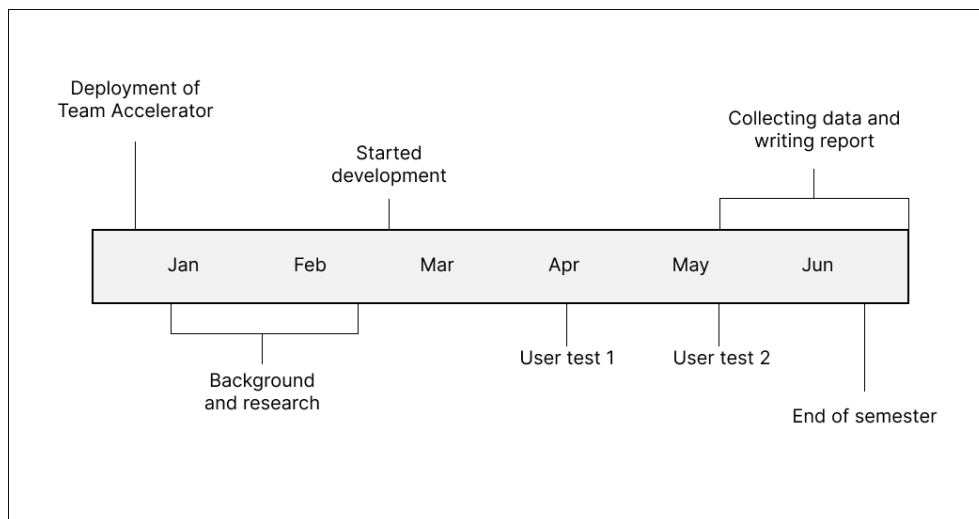 Deployment of
Team Accelerator
Started
development
Collecting data and
writing report
Jan Feb Mar Apr May Jun
Background
and research
User test 1
User test 2
End of semester